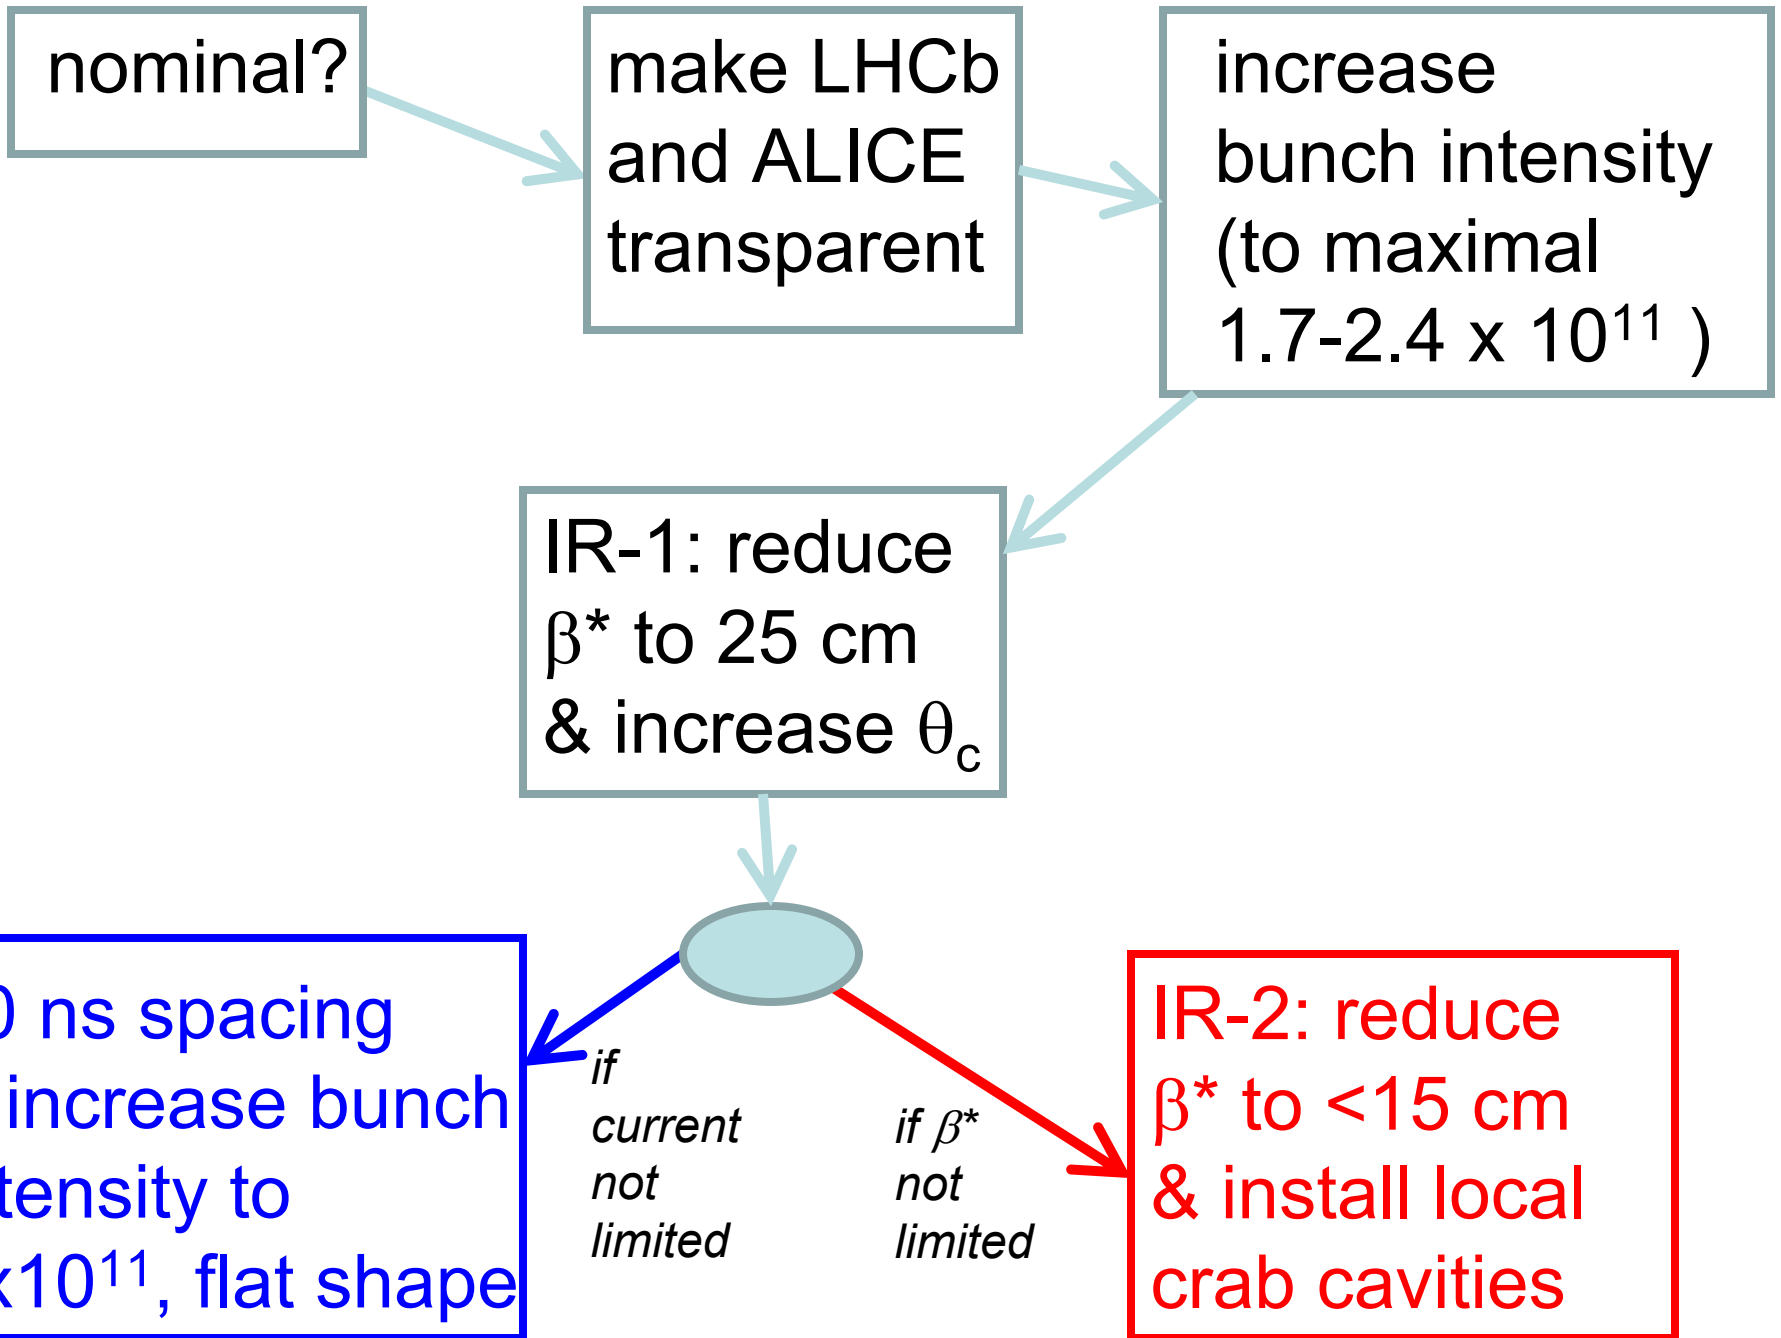 nominal?
make LHCb
and ALICE
transparent
increase
bunch intensity
(to maximal
1.7-2.4 x 10¹¹ )
IR-1: reduce
β* to 25 cm
& increase θc
ns spacing
increase bunch
to
flat shape
if
current
not
limited
if β*
not
limited
IR-2: reduce
β* to <15 cm
& install local
crab cavities